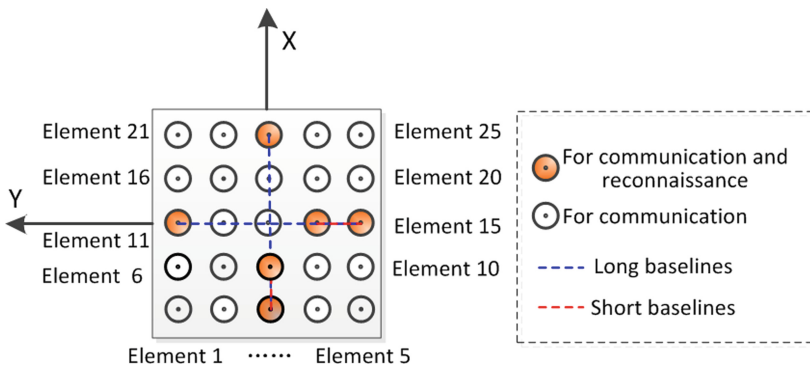 X
Element 21
Element 25
Element 16
Element 20
Y
Element 11
Element 15
Element 6
Element 10
Element 1 ...... Element 5
For communication and
reconnaissance
For communication
Long baselines
Short baselines